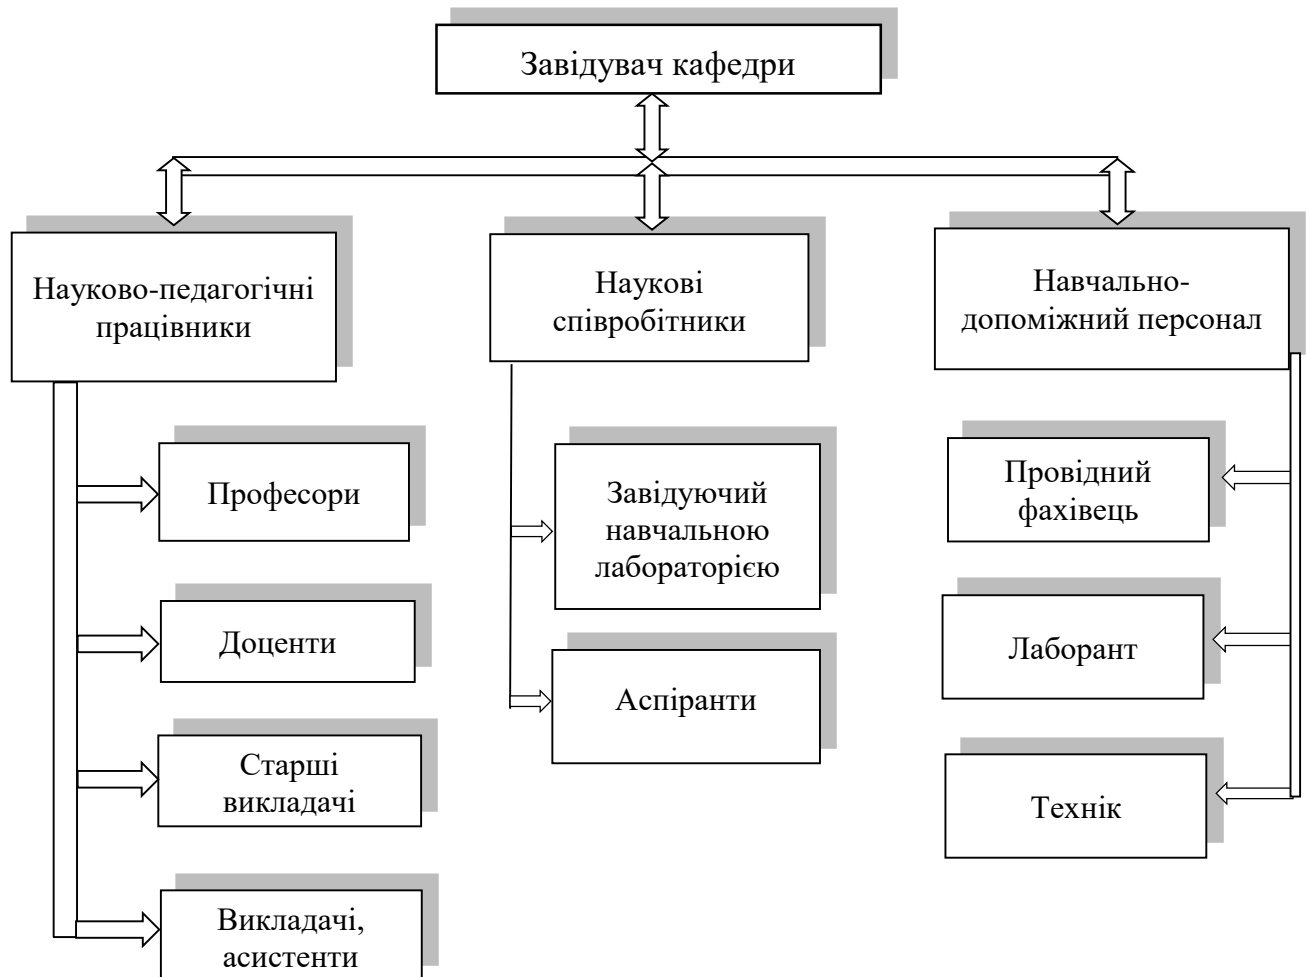 Завідувач кафедри
Науково-педагогічні
працівники
Наукові
співробітники
Навчально-
допоміжний персонал
Професори
Доценти
Старші
викладачі
Викладачі,
асистенти
Завідуючий
навчальною
лабораторією
Аспіранти
Провідний
фахівець
Лаборант
Технік